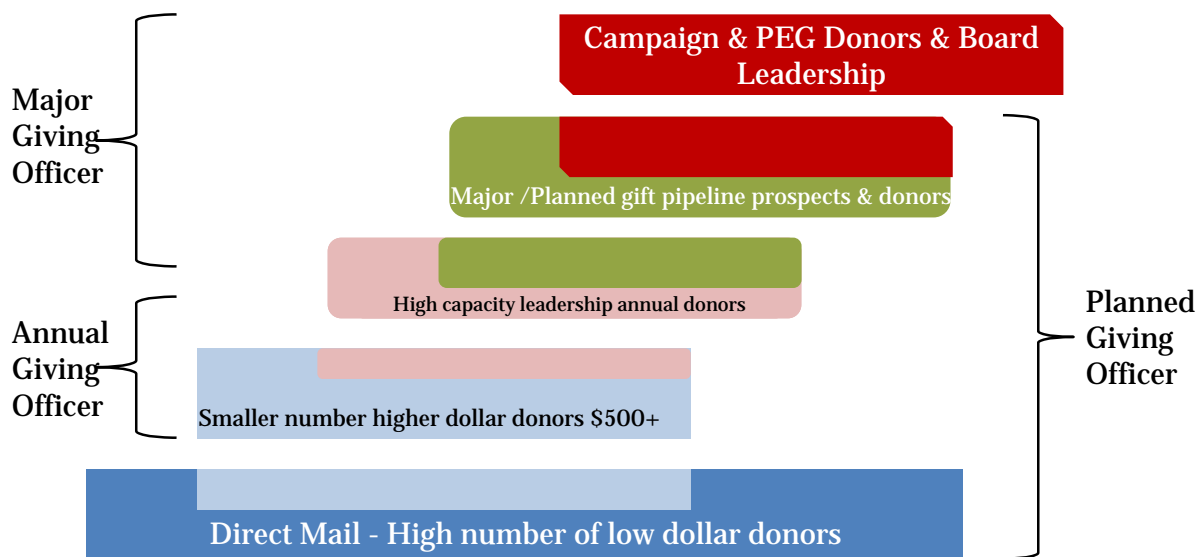 Campaign & PEG Donors & Board
Leadership
Major
Giving
Officer
Major /Planned gift pipeline prospects & donors
High capacity leadership annual donors
Annual
Giving
Officer
Smaller number higher dollar donors $500+
Planned
Giving
Officer
Direct Mail - High number of low dollar donors